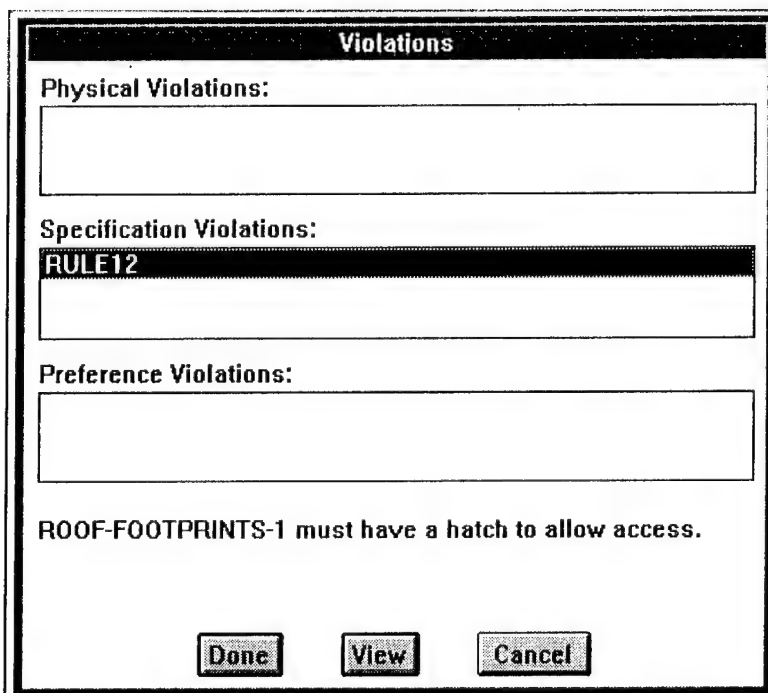 Violations
Physical Violations:
Specification Violations:
RULE12
Preference Violations:
ROOF-FOOTPRINTS-1 must have a hatch to allow access.
Done View Cancel